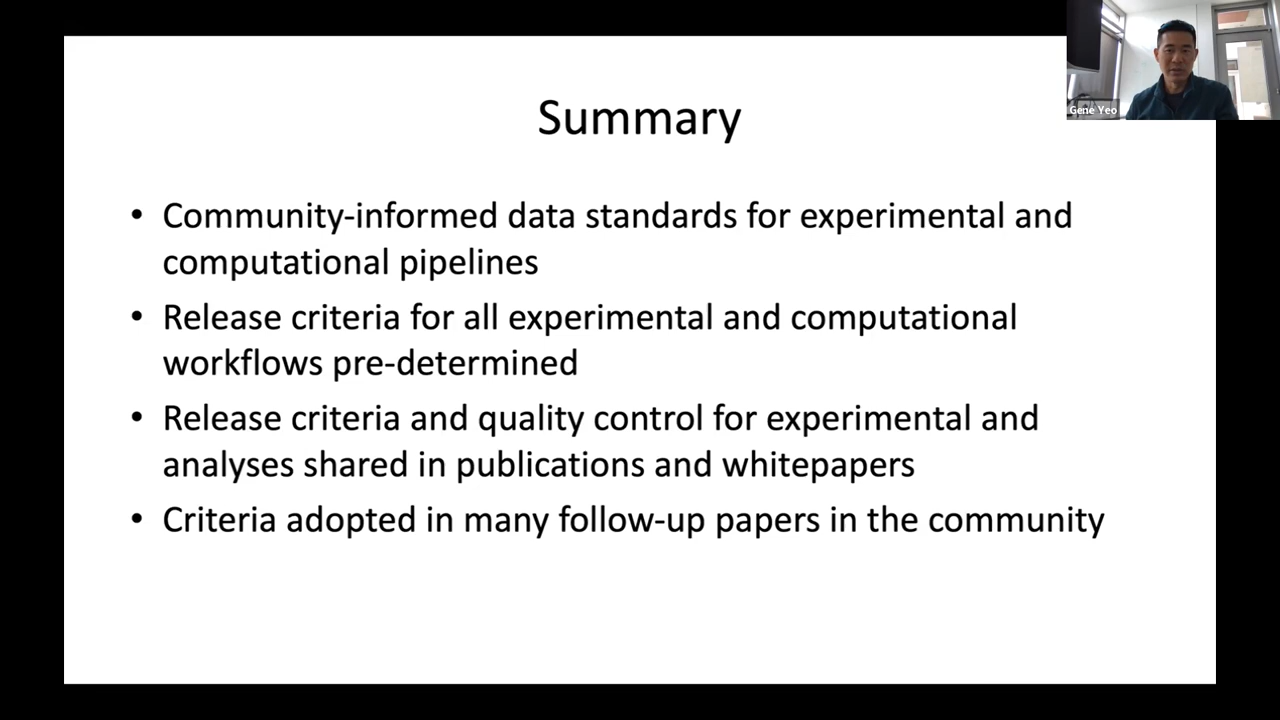 Gene Yeo
Summary
• Community-informed data standards for experimental and
computational pipelines
• Release criteria for all experimental and computational
workflows pre-determined
• Release criteria and quality control for experimental and
analyses shared in publications and whitepapers
• Criteria adopted in many follow-up papers in the community